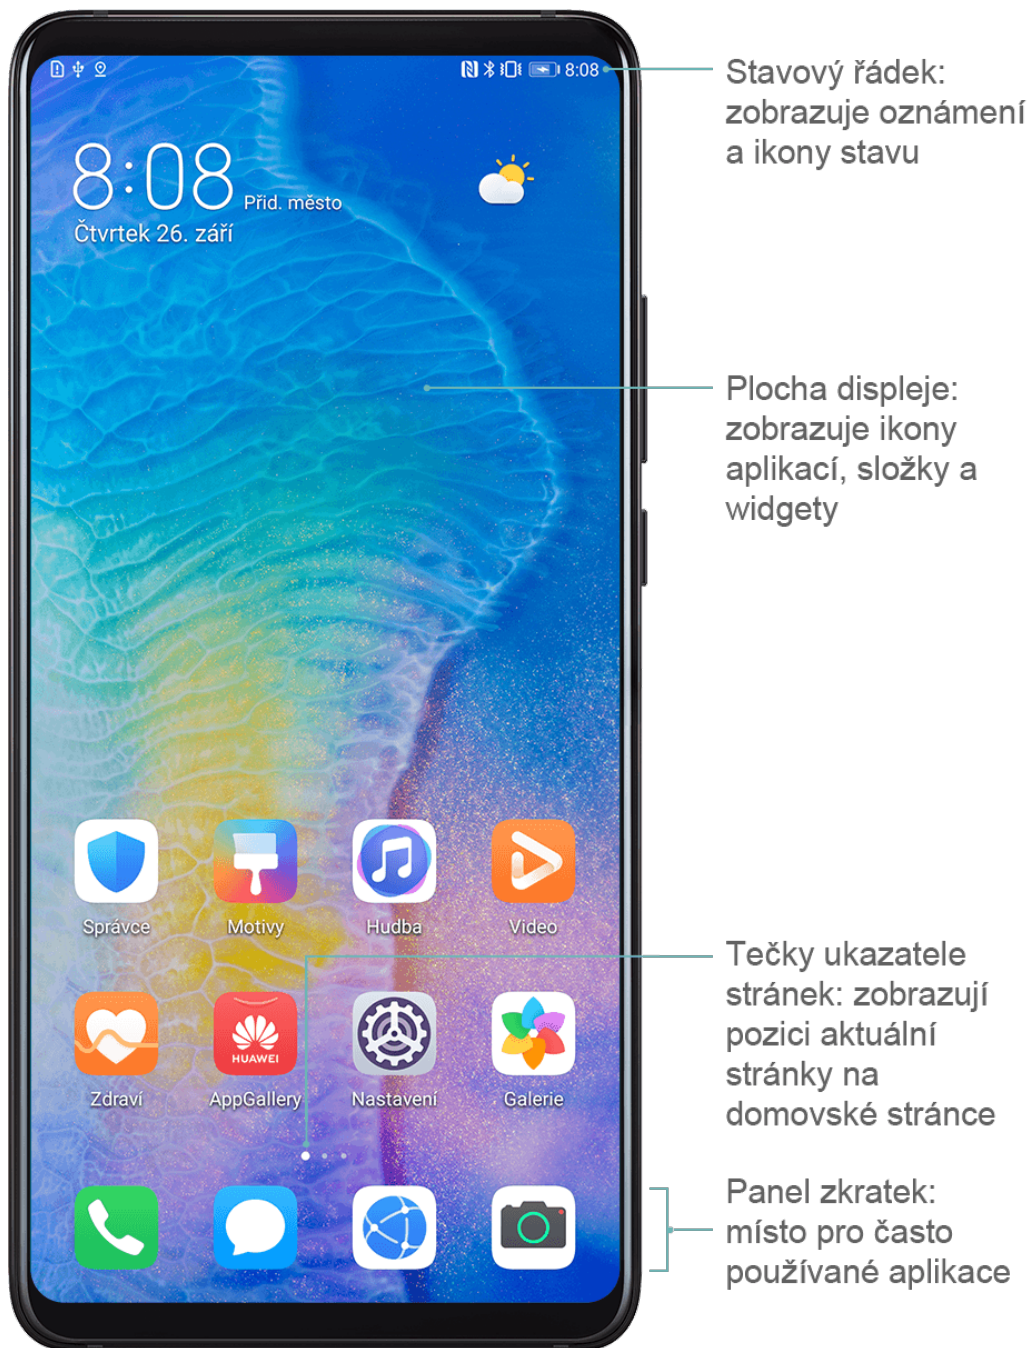 8:08
Stavový řádek:
zobrazuje oznámení
a ikony stavu
8:08
Přid. město
Čtvrtek 26. září
Plocha displeje:
zobrazuje ikony
aplikací, složky a
widgety
Správce
Motivy
Hudba
Video
Tečky ukazatele
stránek: zobrazují
pozici aktuální
stránky na
domovské stránce
HUAWEI
Zdraví
AppGallery
Nastavení
Galerie
Panel zkratek:
místo pro často
používané aplikace